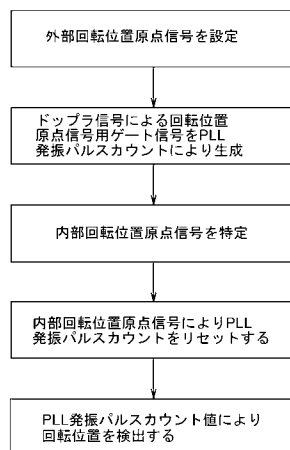 外部回転位置原点信号を設定
ドップラ信号による回転位置
原点信号用ゲート信号をPLL
発振パルスカウントにより生成
内部回転位置原点信号を特定
内部回転位置原点信号によりPLL
発振パルスカウントをリセットする
PLL発振パルスカウント値により
回転位置を検出する